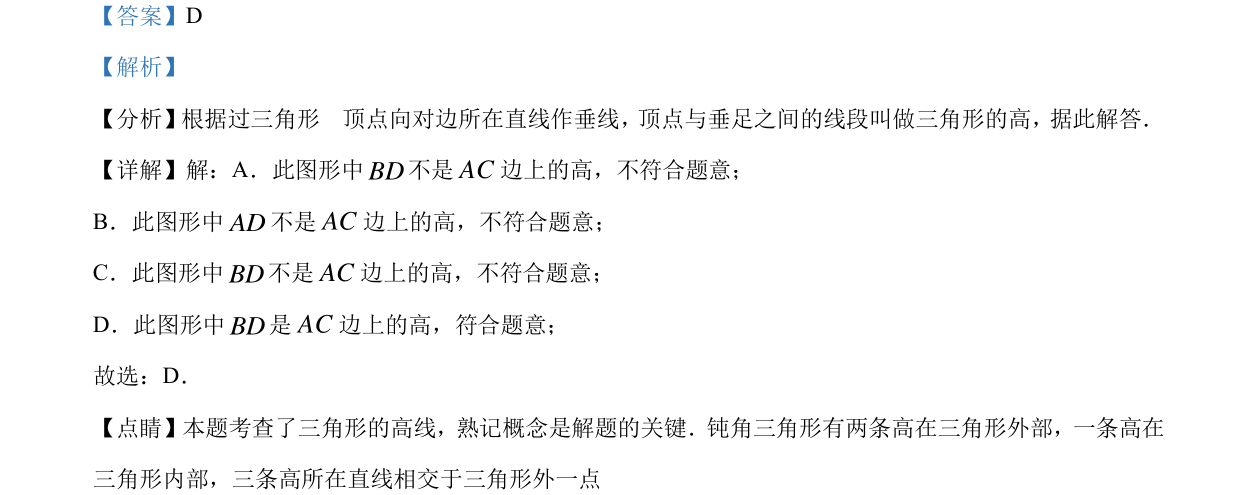 【答案】D
【解析】
【分析】根据过三角形 顶点向对边所在直线作垂线，顶点与垂足之间的线段叫做三角形的高，据此解答．
【详解】解：A．此图形中BD不是AC边上的高，不符合题意；
B．此图形中AD不是AC边上的高，不符合题意；
C．此图形中BD不是AC边上的高，不符合题意；
D．此图形中BD是AC边上的高，符合题意；
故选：D．
【点睛】本题考查了三角形的高线，熟记概念是解题的关键．钝角三角形有两条高在三角形外部，一条高在
三角形内部，三条高所在直线相交于三角形外一点